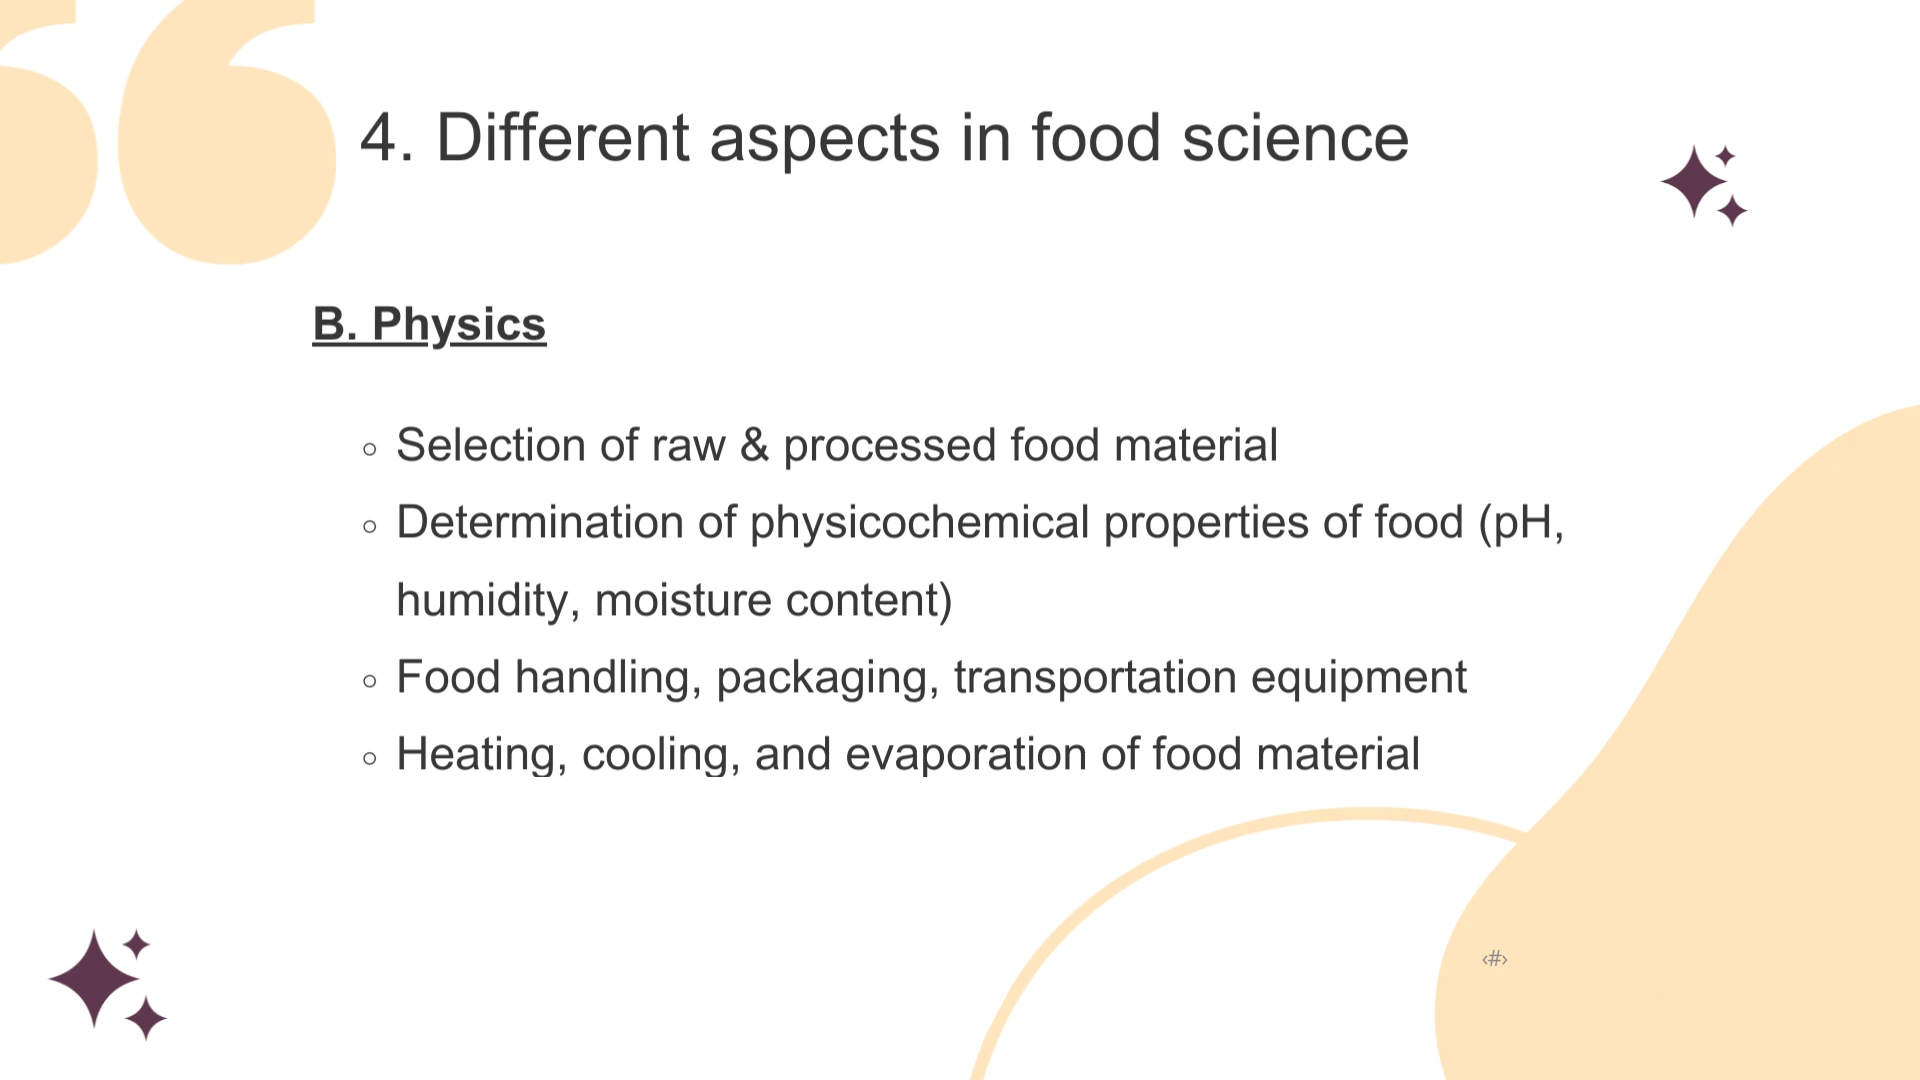 4. Different aspects in food science
B. Physics
◦ Selection of raw & processed food material
◦ Determination of physicochemical properties of food (pH,
humidity, moisture content)
◦ Food handling, packaging, transportation equipment
◦ Heating, cooling, and evaporation of food material
‹#›